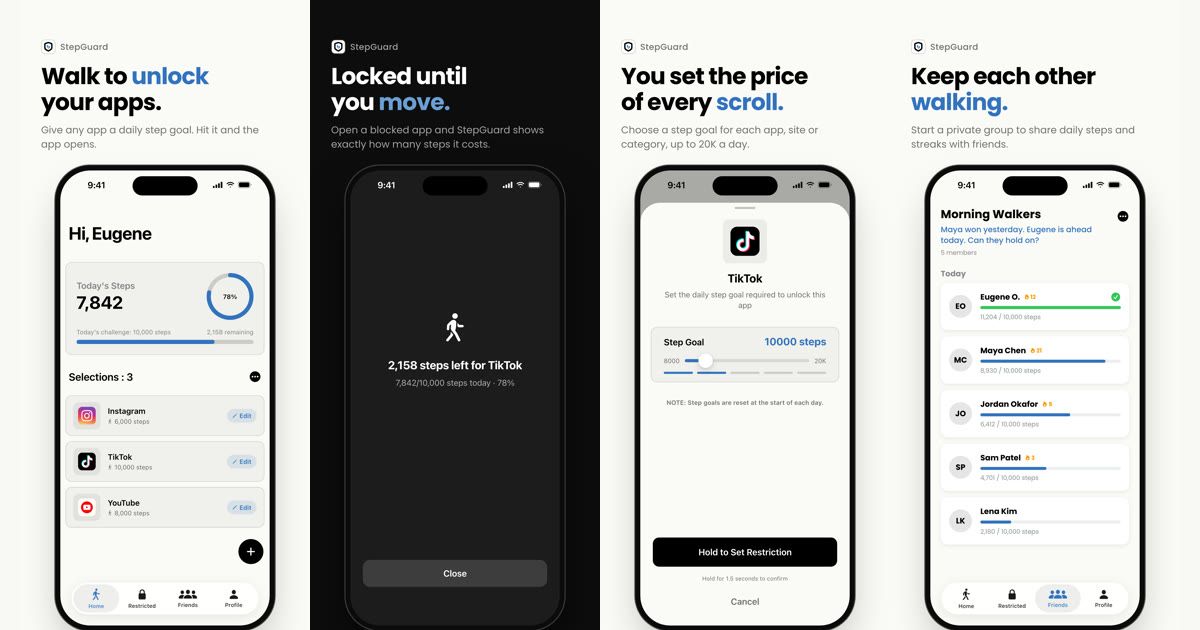 StepGuard
Walk to unlock
your apps.
Give any app a daily step goal. Hit it and the
app opens.
9:41
Hi, Eugene
Today's Steps
7,842
78%
Today's challenge: 10,000 steps
2,158 remaining
Selections : 3
Instagram
6,000 steps
Edit
TikTok
10,000 steps
Edit
YouTube
8,000 steps
Edit
+
Home
Restricted
Friends
Profile
StepGuard
Locked until
you move.
Open a blocked app and StepGuard shows
exactly how many steps it costs.
9:41
2,158 steps left for TikTok
7,842/10,000 steps today · 78%
Close
StepGuard
You set the price
of every scroll.
Choose a step goal for each app, site or
category, up to 20K a day.
9:41
TikTok
Set the daily step goal required to unlock this
app
Step Goal
10000 steps
6000
20K
NOTE: Step goals are reset at the start of each day.
Hold to Set Restriction
Hold for 1.5 seconds to confirm
Cancel
StepGuard
Keep each other
walking.
Start a private group to share daily steps and
streaks with friends.
9:41
Morning Walkers
Maya won yesterday. Eugene is ahead
today. Can they hold on?
5 members
Today
EO
Eugene O.
12
11,204 / 10,000 steps
MC
Maya Chen
21
8,930 / 10,000 steps
JO
Jordan Okafor
6,412 / 10,000 steps
SP
Sam Patel
3
4,701 / 10,000 steps
LK
Lena Kim
2,180 / 10,000 steps
Home
Restricted
Friends
Profile